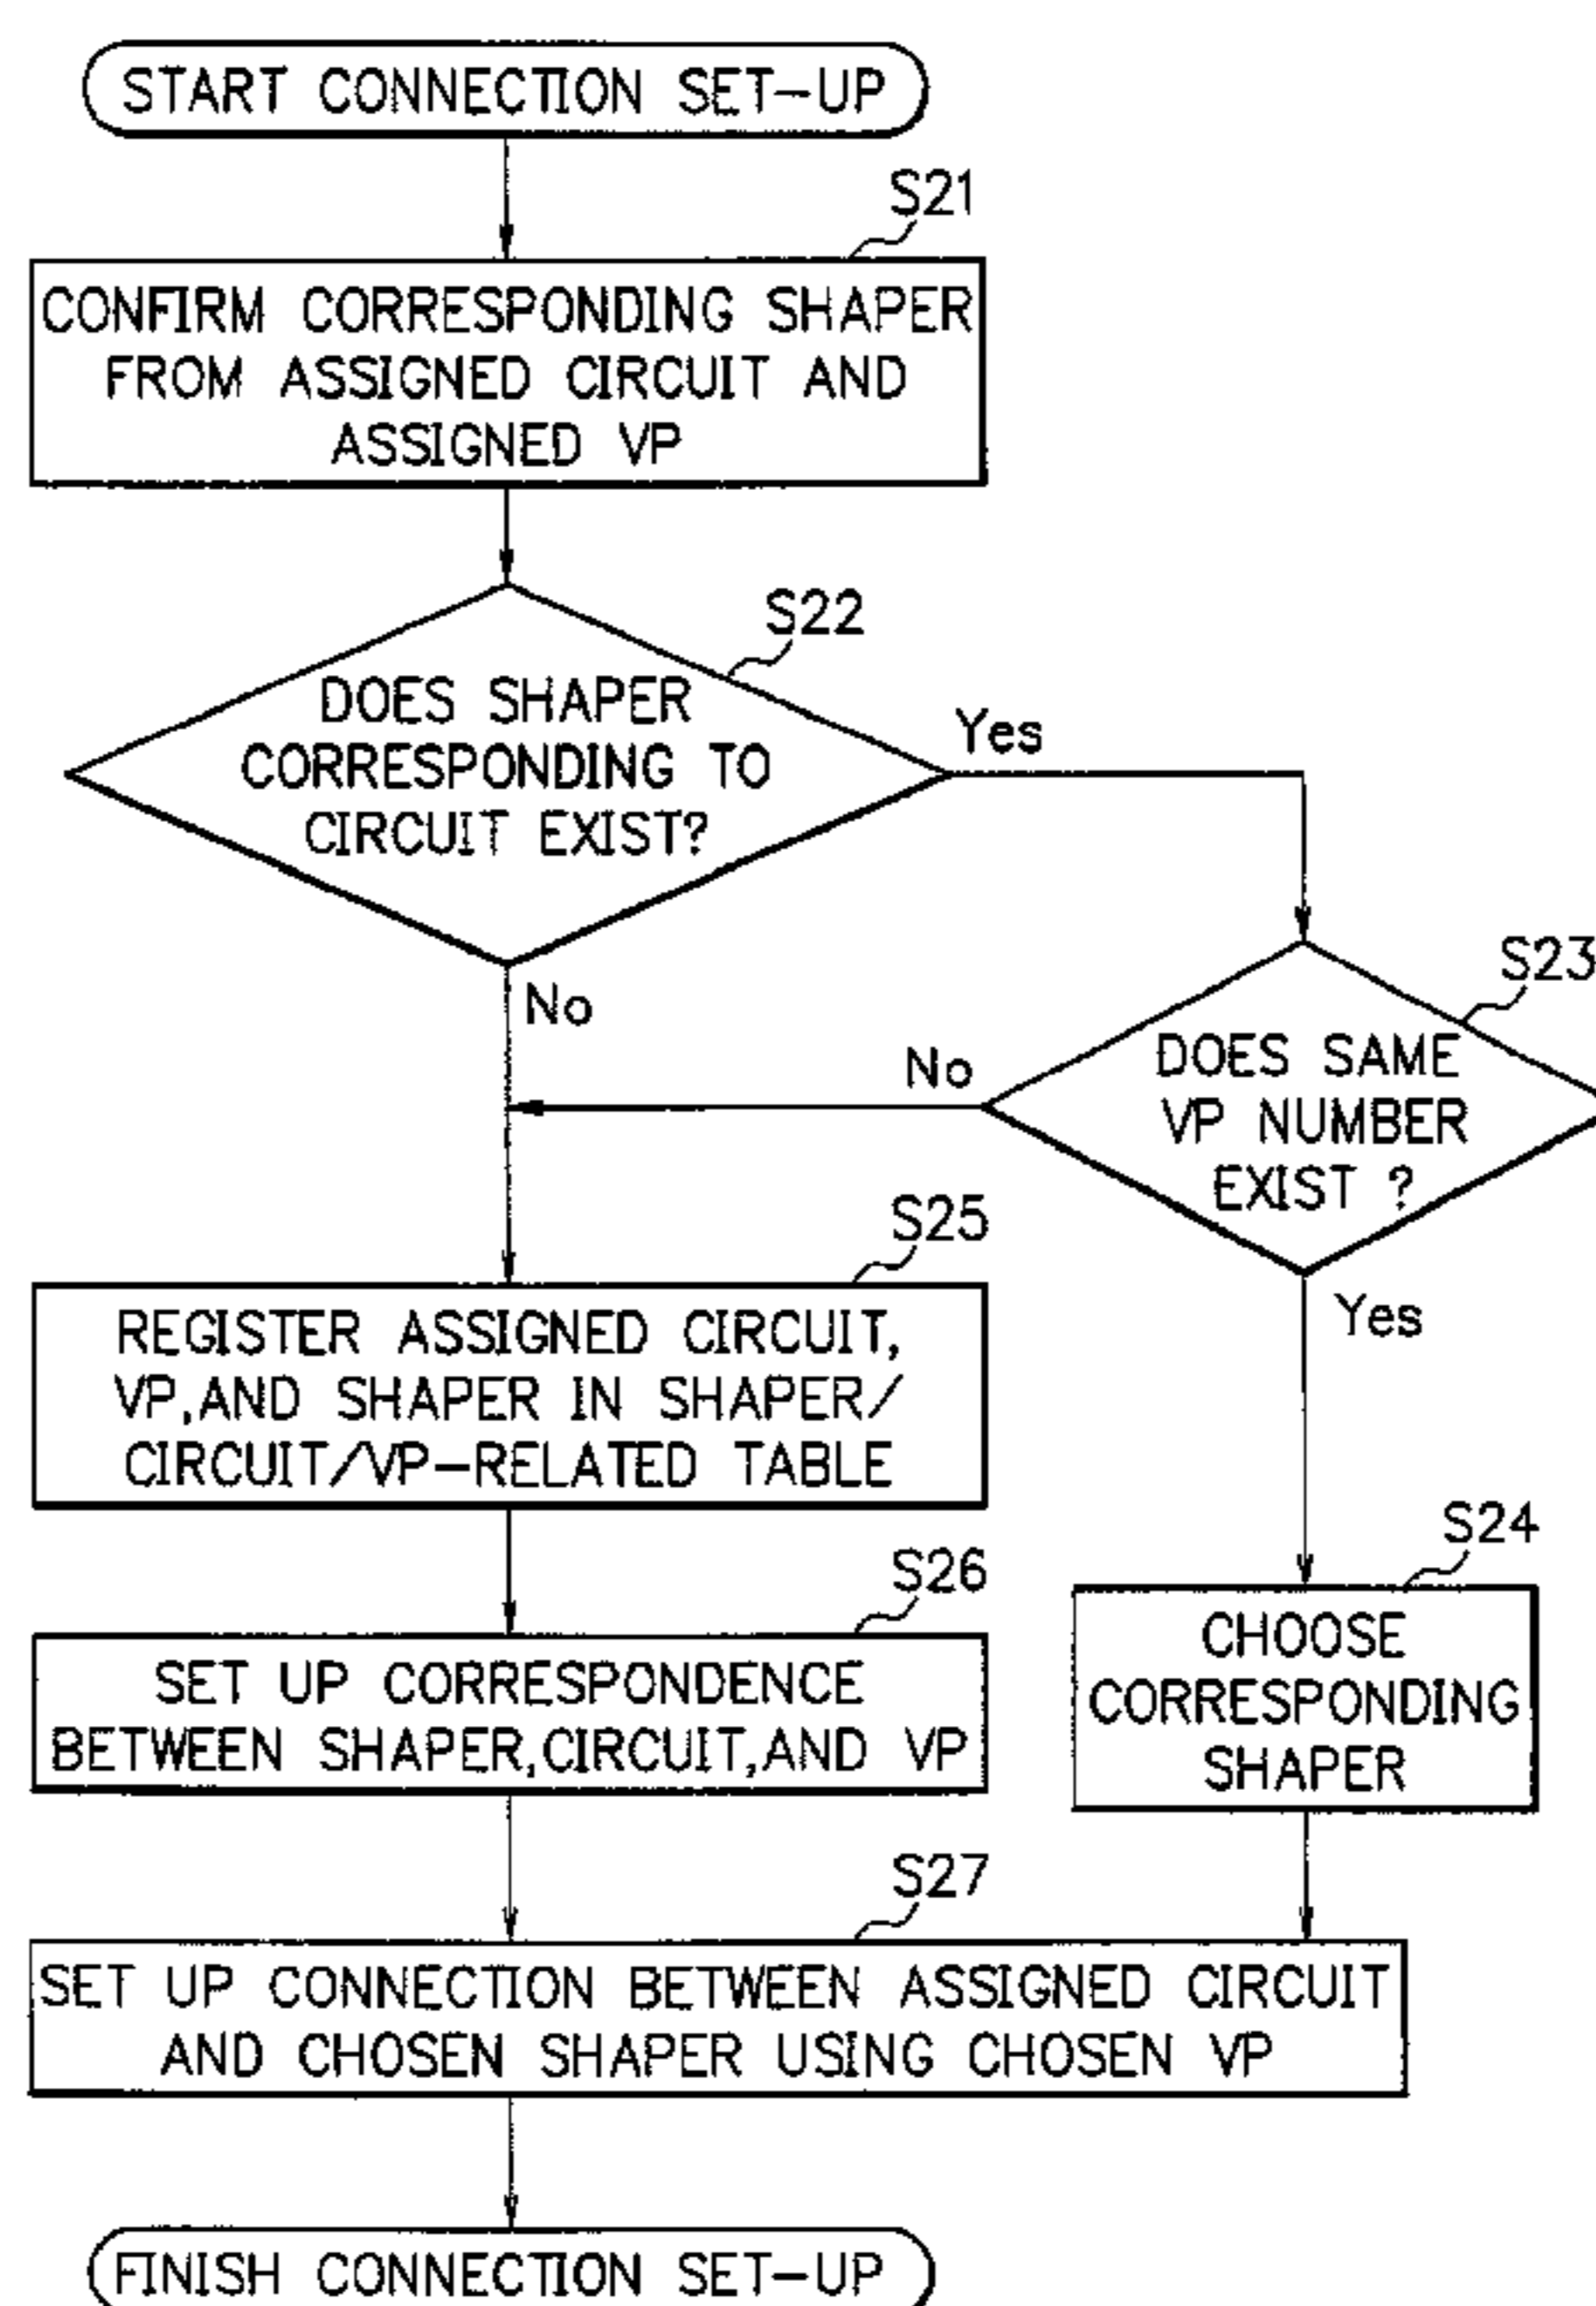 START CONNECTION SET-UP
S21
CONFIRM CORRESPONDING SHAPER
FROM ASSIGNED CIRCUIT AND
ASSIGNED VP
S22
DOES SHAPER
CORRESPONDING TO
CIRCUIT EXIST?
Yes
No
S23
DOES SAME
VP NUMBER
EXIST ?
No
Yes
S25
REGISTER ASSIGNED CIRCUIT,
VP,AND SHAPER IN SHAPER/
CIRCUIT/VP-RELATED TABLE
S26
SET UP CORRESPONDENCE
BETWEEN SHAPER,CIRCUIT,AND VP
S24
CHOOSE
CORRESPONDING
SHAPER
S27
SET UP CONNECTION BETWEEN ASSIGNED CIRCUIT
AND CHOSEN SHAPER USING CHOSEN VP
FINISH CONNECTION SET-UP